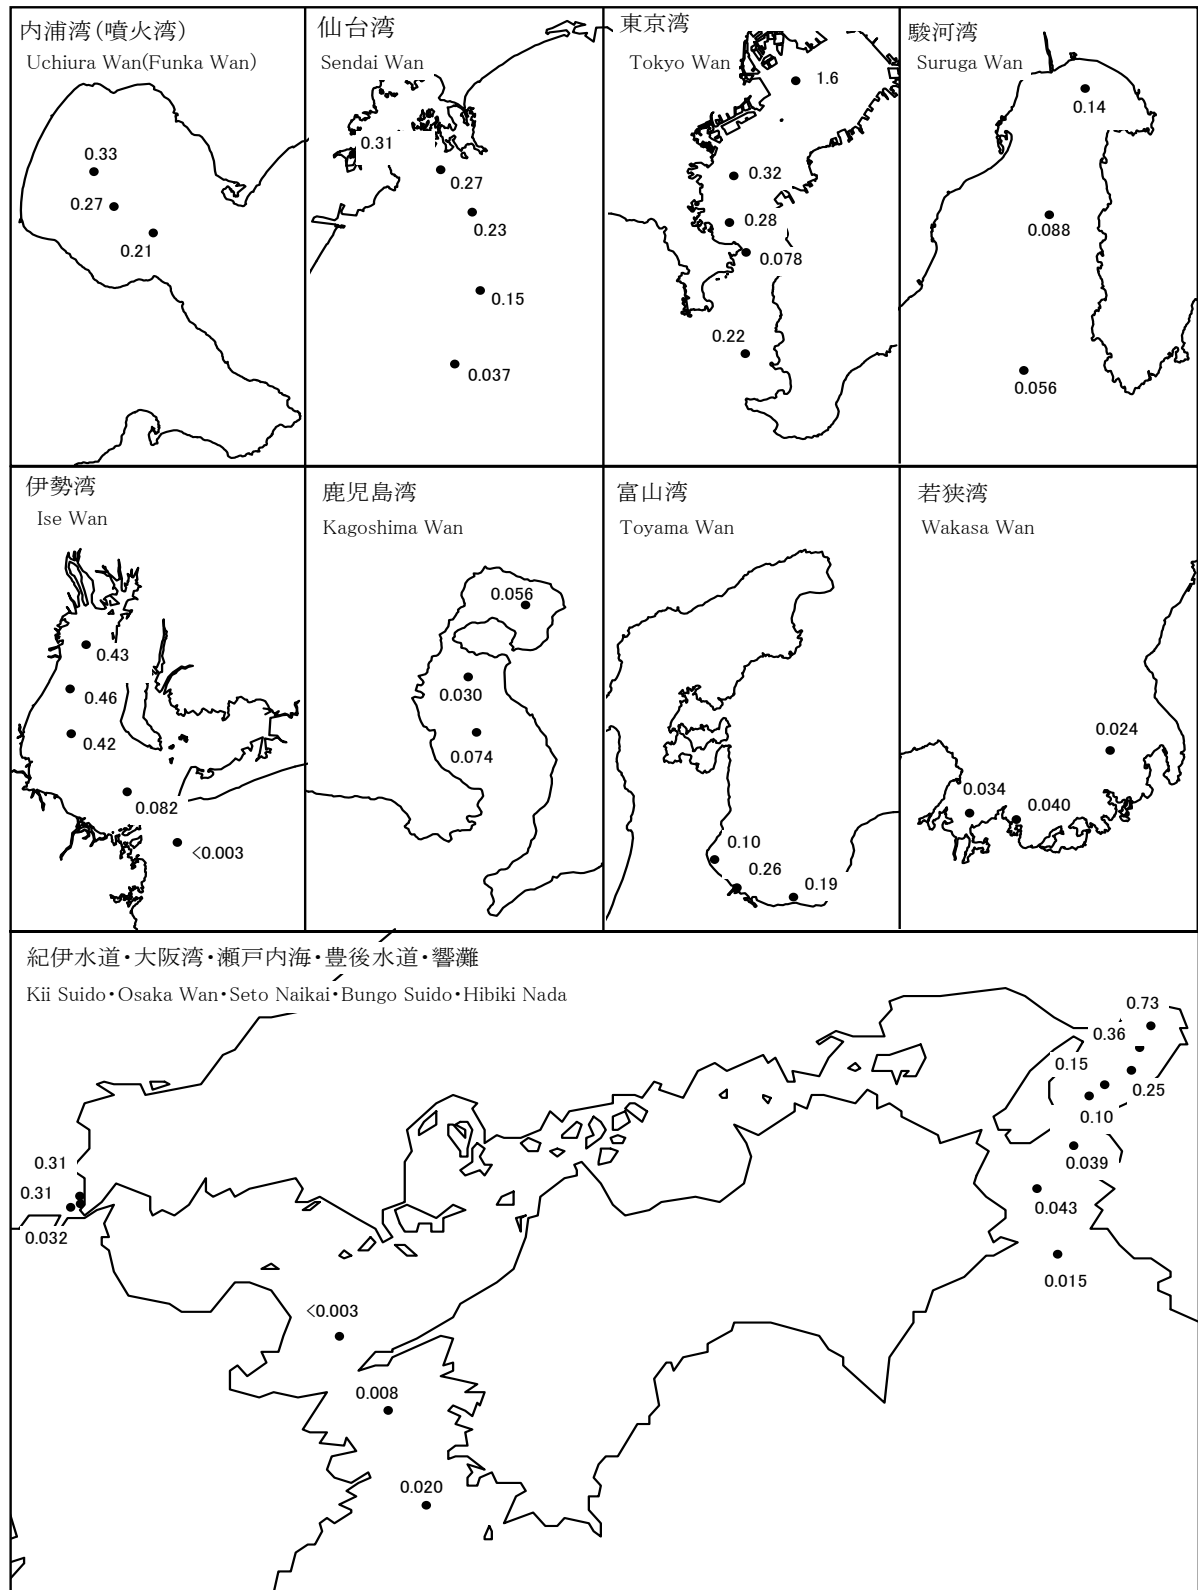 内浦湾(噴火湾)
Uchiura Wan(Funka Wan)
0.33
0.27
0.21
仙台湾
Sendai Wan
0.31
0.27
0.23
0.15
0.037
東京湾
Tokyo Wan
1.6
0.32
0.28
0.078
0.22
駿河湾
Suruga Wan
0.14
0.088
0.056
伊勢湾
Ise Wan
0.43
0.46
0.42
0.082
<0.003
鹿児島湾
Kagoshima Wan
0.056
0.030
0.074
富山湾
Toyama Wan
0.10
0.26
0.19
若狭湾
Wakasa Wan
0.024
0.034
0.040
紀伊水道・大阪湾・瀬戸内海・豊後水道・響灘
Kii Suido・Osaka Wan・Seto Naikai・Bungo Suido・Hibiki Nada
0.73
0.36
0.15
0.25
0.10
0.039
0.043
0.015
0.31
0.31
0.032
<0.003
0.008
0.020